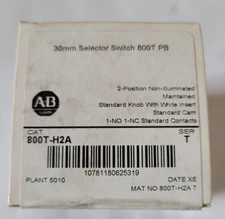 30mm Selector Switch 800T PB
2-Position Non-Illuminated
Maintained
Standard Knob With White Insert
Standard Cam
1-NO 1-NC Standard Contacts
AB
CAT
SER
800T-H2A
T
10781180625319
PLANT 5010
DATE XE
MAT NO 800T-H2A T